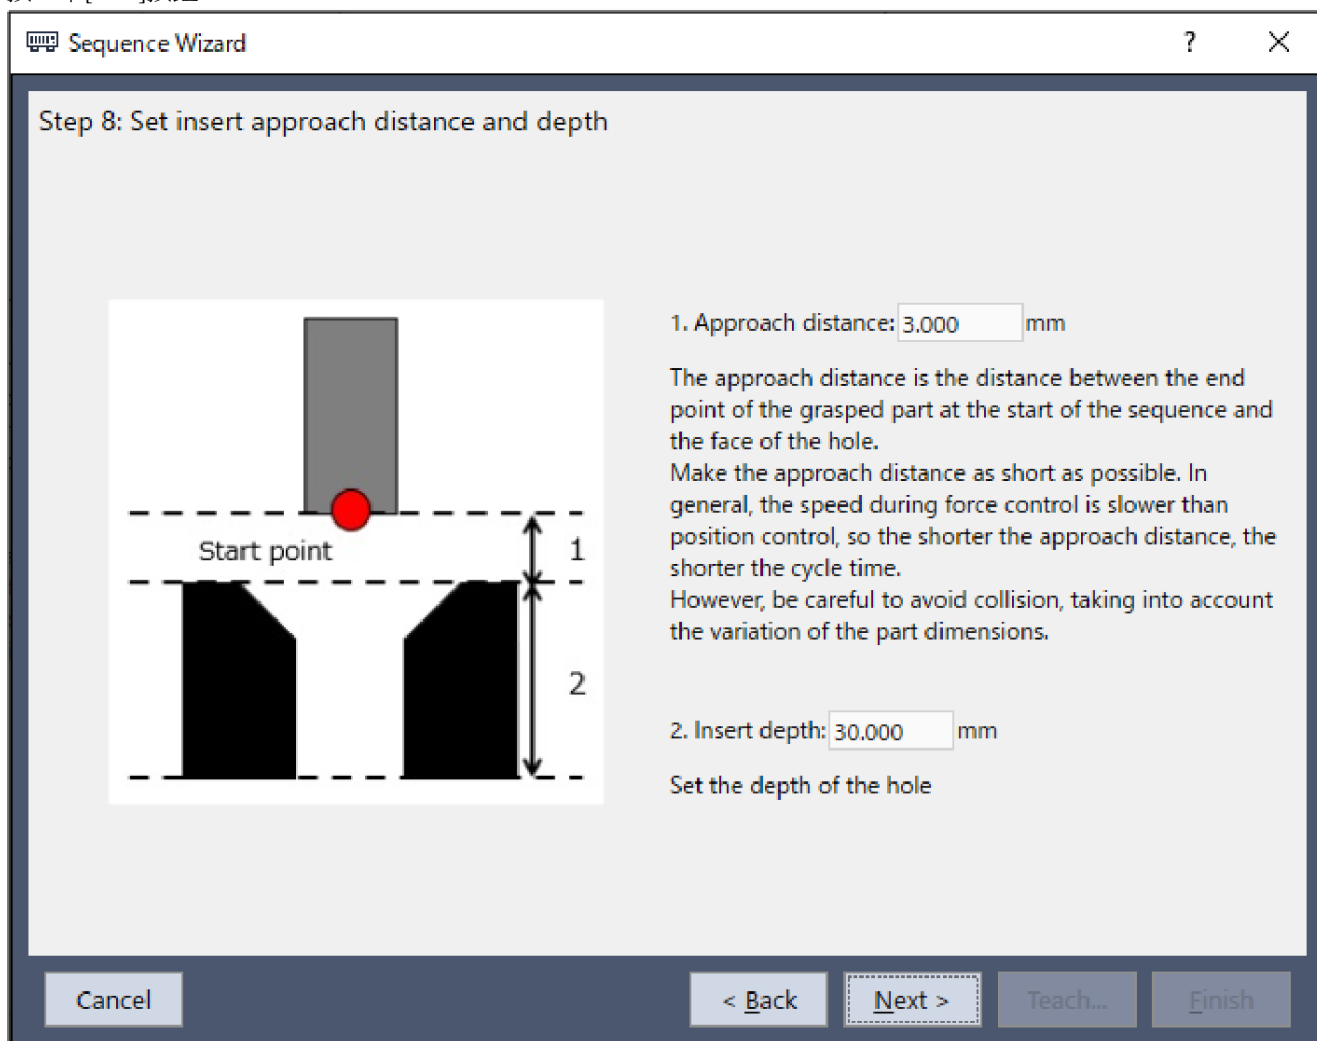 Sequence Wizard
?
Step 8: Set insert approach distance and depth
1. Approach distance: 3.000 mm
The approach distance is the distance between the end
point of the grasped part at the start of the sequence and
the face of the hole.
Make the approach distance as short as possible. In
general, the speed during force control is slower than
position control, so the shorter the approach distance, the
shorter the cycle time.
However, be careful to avoid collision, taking into account
the variation of the part dimensions.
Start point
1
2
2. Insert depth: 30.000 mm
Set the depth of the hole
Cancel
< Back
Next >
Teach...
Finish